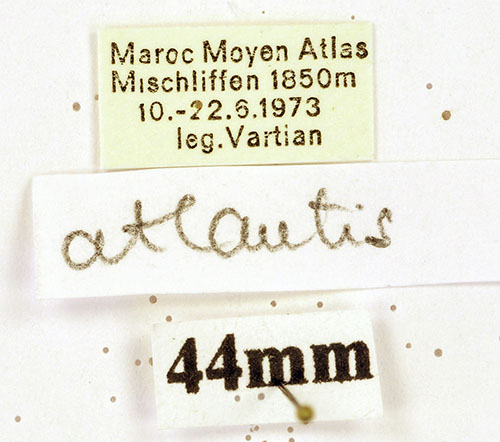 Maroc Moyen Atlas
Mischliffen 1850m
10.-22.6.1973
leg. Vartian
atlantis
44mm